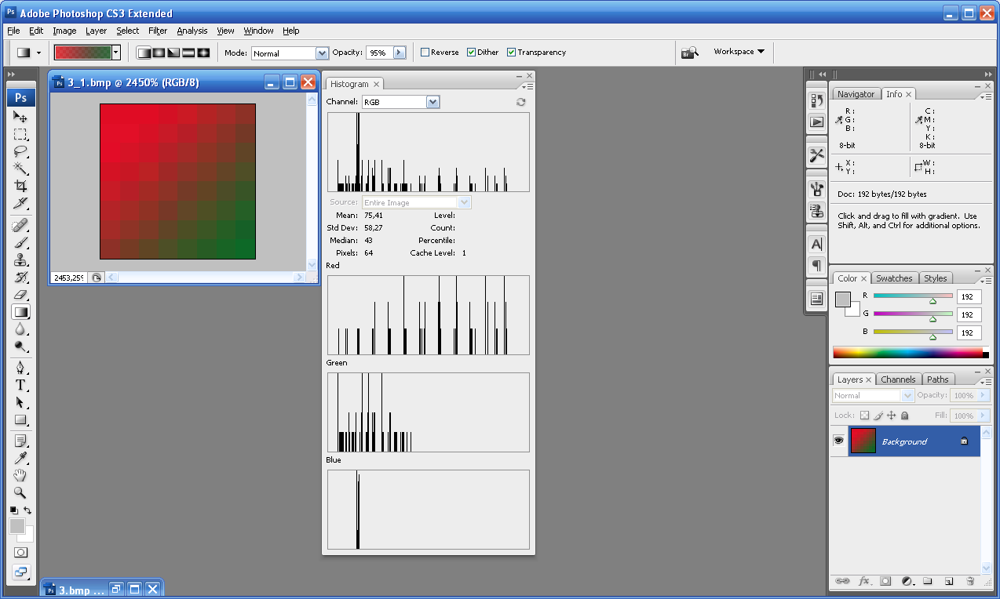 Ps Adobe Photoshop CS3 Extended
File Edit Image Layer Select Filter Analysis View Window Help
Mode: Normal Opacity: 95% Reverse Dither Transparency Br Workspace
Ps
3_1.bmp @ 2450% (RGB/8)
2453,25%
T
3.bmp ...
Histogram
Channel: RGB
Source: Entire Image
Mean: 75,41 Level:
Std Dev: 58,27 Count:
Median: 43 Percentile:
Pixels: 64 Cache Level: 1
Red
Green
Blue
A
Navigator Info
R : C :
G : M :
B : Y :
K :
8-bit 8-bit
X : W :
Y : H :
Doc: 192 bytes/192 bytes
Click and drag to fill with gradient. Use
Shift, Alt, and Ctrl for additional options.
Color Swatches Styles
R 192
G 192
B 192
Layers Channels Paths
Normal Opacity: 100%
Lock: Fill: 100%
Background
fx